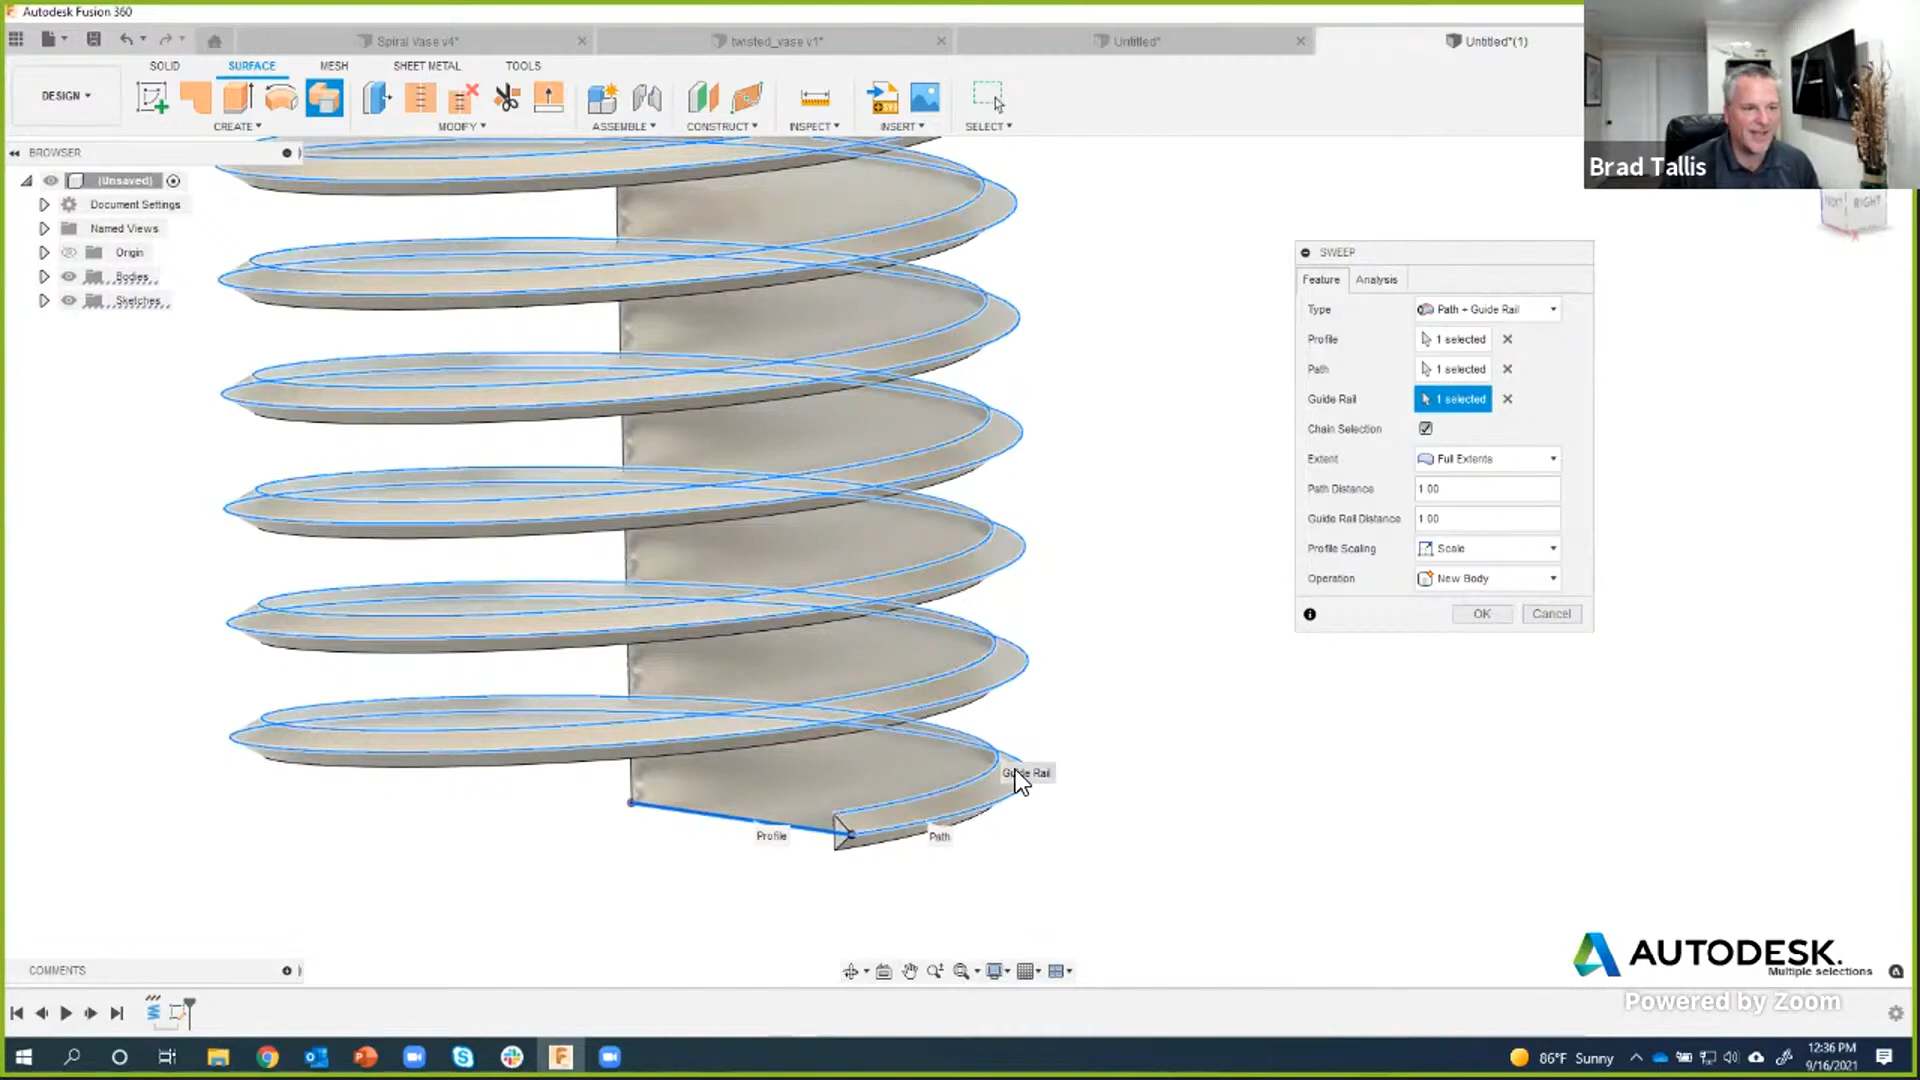 Autodesk Fusion 360
Spiral Vase v4*
twisted_vase v1*
Untitled*
Untitled*(1)
DESIGN
SOLID
SURFACE
MESH
SHEET METAL
TOOLS
CREATE
MODIFY
ASSEMBLE
CONSTRUCT
INSPECT
INSERT
SELECT
Brad Tallis
RIGHT
BROWSER
(Unsaved)
Document Settings
Named Views
Origin
Bodies
Sketches
SWEEP
Feature
Analysis
Type
Path + Guide Rail
Profile
1 selected
Path
1 selected
Guide Rail
1 selected
Chain Selection
Extent
Full Extents
Path Distance
1.00
Guide Rail Distance
1.00
Profile Scaling
Scale
Operation
New Body
OK
Cancel
Guide Rail
Profile
Path
AUTODESK.
Multiple selections
Powered by Zoom
COMMENTS
86°F Sunny
12:36 PM
9/16/2021